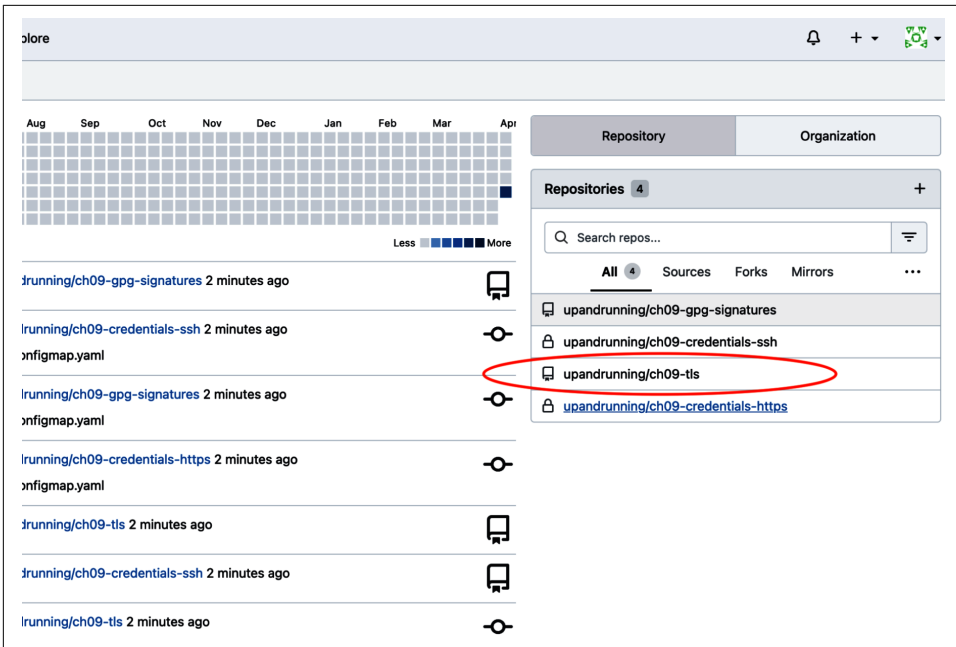 plore
Aug Sep Oct Nov Dec Jan Feb Mar Apr
Less More
drunning/ch09-gpg-signatures 2 minutes ago
drunning/ch09-credentials-ssh 2 minutes ago
onfigmap.yaml
drunning/ch09-gpg-signatures 2 minutes ago
onfigmap.yaml
drunning/ch09-credentials-https 2 minutes ago
onfigmap.yaml
drunning/ch09-tls 2 minutes ago
drunning/ch09-credentials-ssh 2 minutes ago
drunning/ch09-tls 2 minutes ago
Repository Organization
Repositories 4
Search repos...
All 4 Sources Forks Mirrors
upandrunning/ch09-gpg-signatures
upandrunning/ch09-credentials-ssh
upandrunning/ch09-tls
upandrunning/ch09-credentials-https